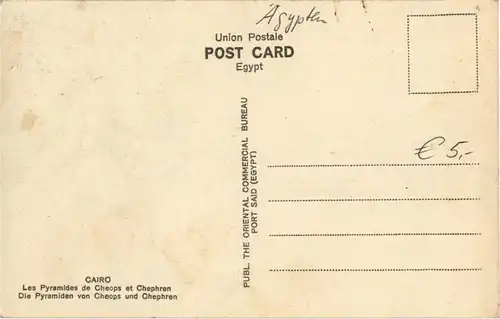 Ägypten
Union Postale
POST CARD
Egypt
€ 5,-
PUBL. THE ORIENTAL COMMERCIAL BUREAU
PORT SAID (EGYPT)
CAIRO
Les Pyramides de Cheops et Chephren
Die Pyramiden von Cheops und Chephren